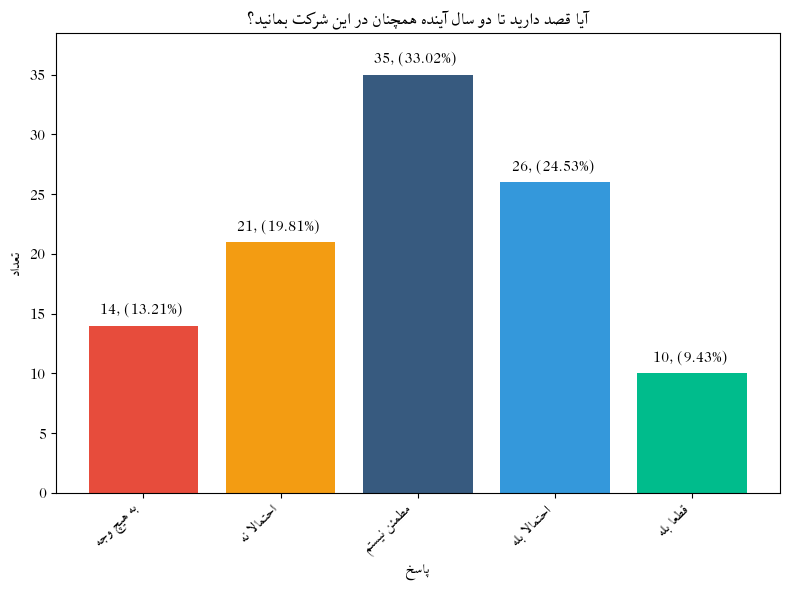 آیا قصد دارید تا دو سال آینده همچنان در این شرکت بمانید؟
35, (33.02%)
26, (24.53%)
21, (19.81%)
14, (13.21%)
10, (9.43%)
35
30
25
20
15
10
5
0
تعداد
به هیچ وجه
احتمالا نه
مطمئن نیستم
احتمالا بله
قطعا بله
پاسخ